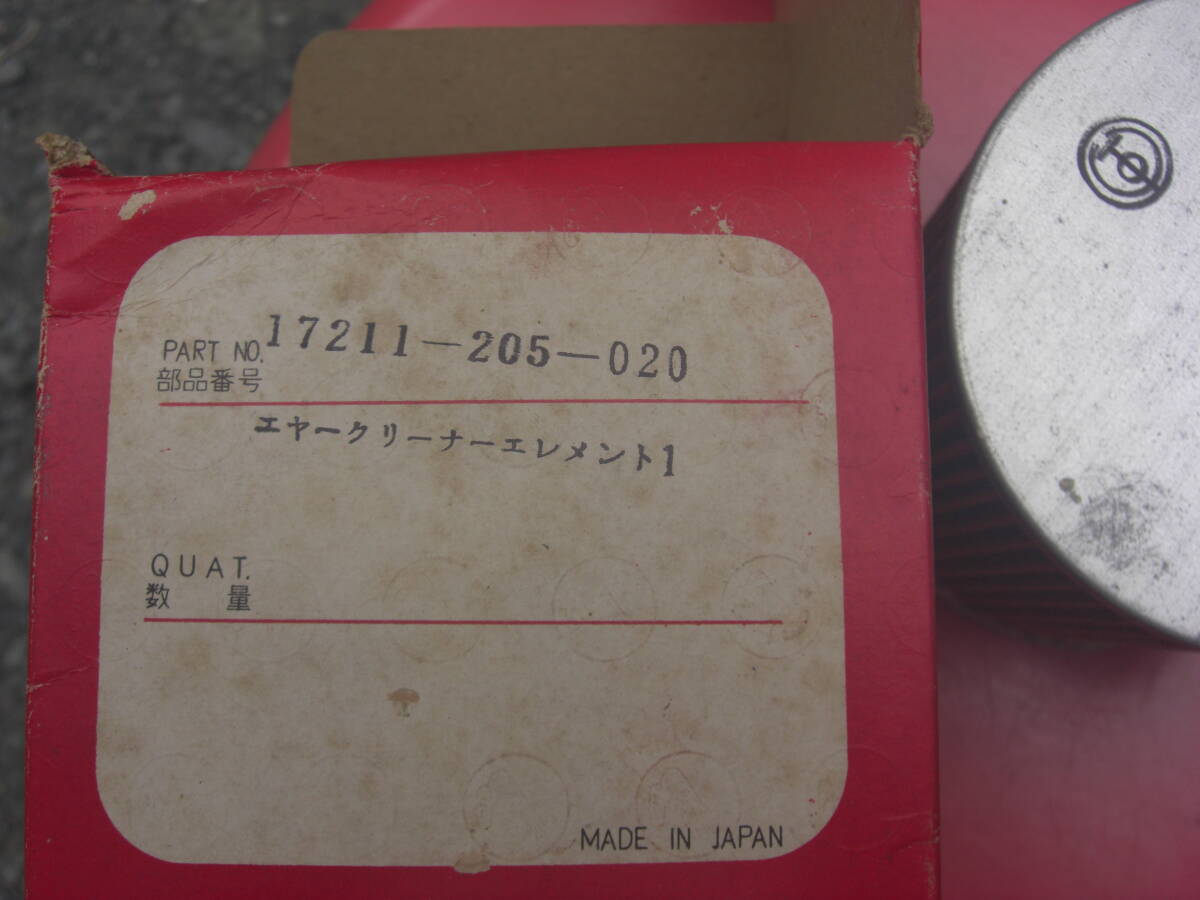 PART NO. 17211-205-020
部品番号
エヤークリーナーエレメント1
QUAT.
数 量
MADE IN JAPAN